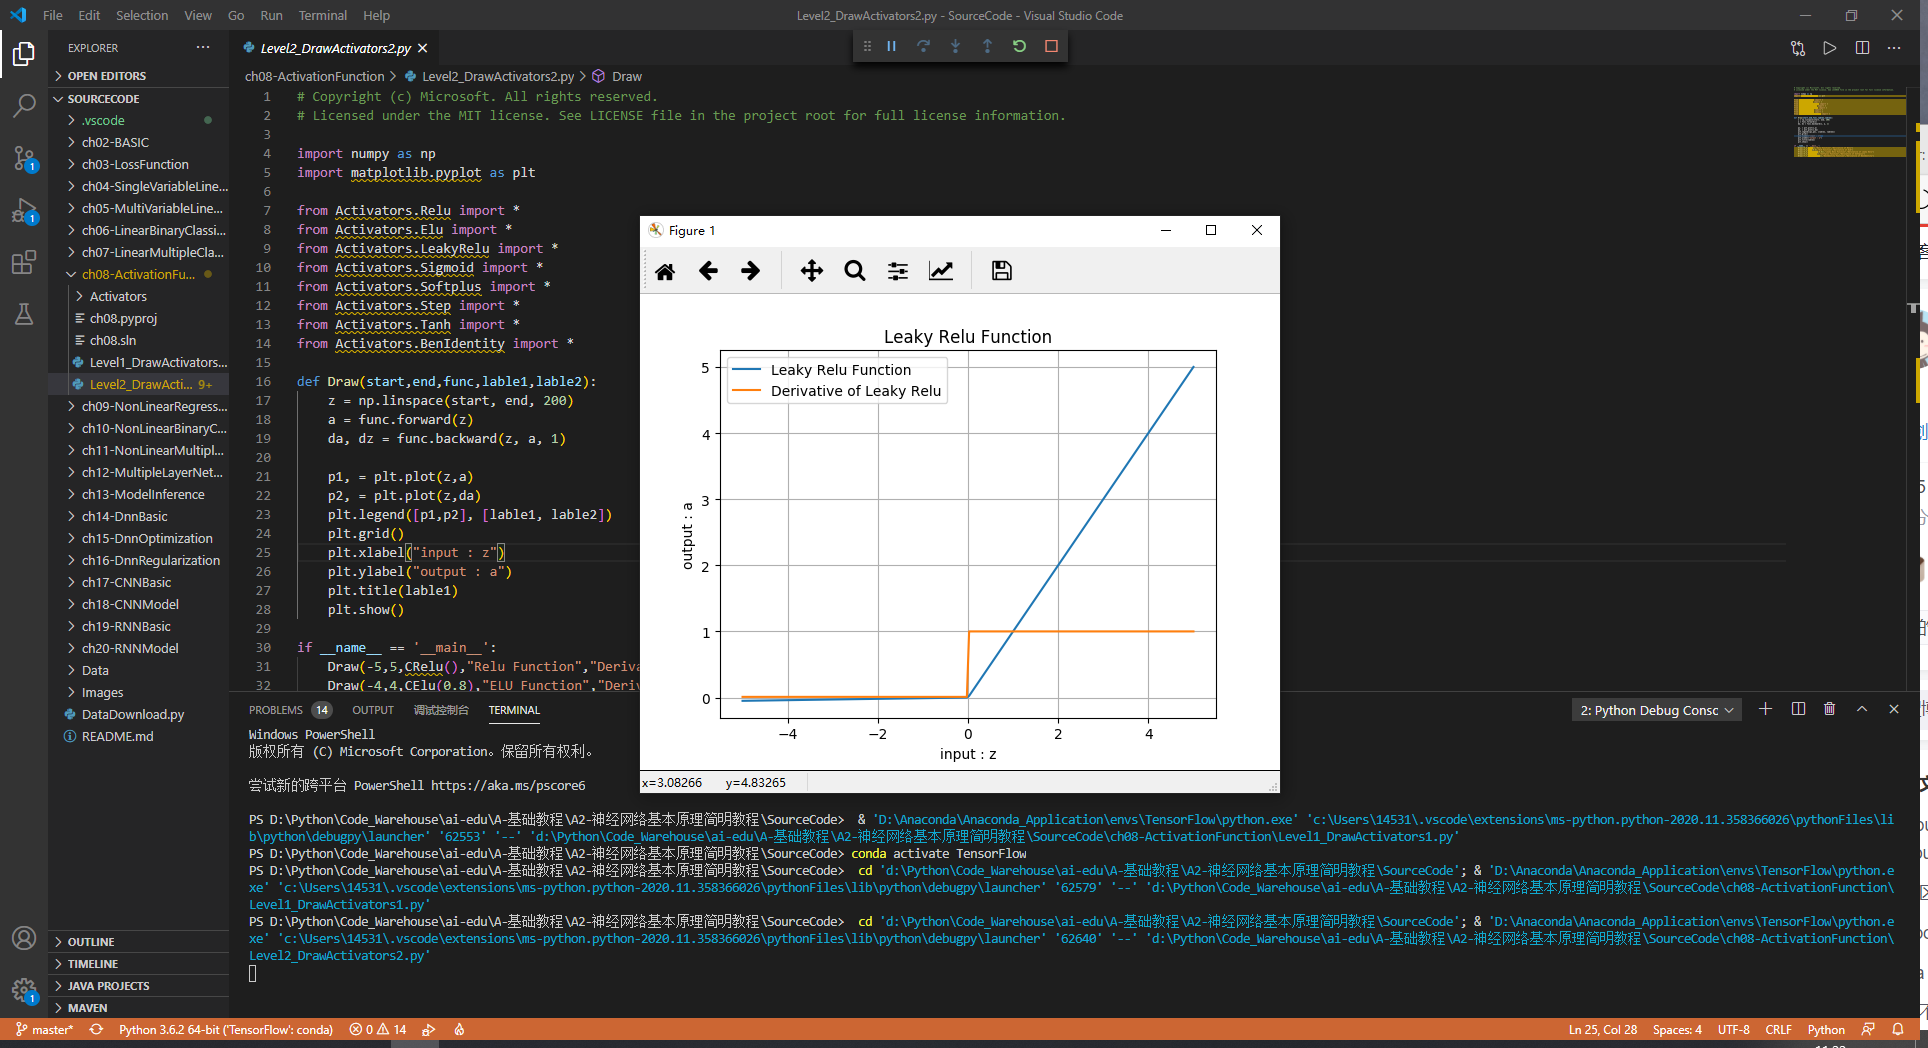 File Edit Selection View Go Run Terminal Help
Level2_DrawActivators2.py - SourceCode - Visual Studio Code
EXPLORER
OPEN EDITORS
SOURCECODE
.vscode
ch02-BASIC
ch03-LossFunction
ch04-SingleVariableLine...
ch05-MultiVariableLine...
ch06-LinearBinaryClassi...
ch07-LinearMultipleCla...
ch08-ActivationFu...
Activators
ch08.pyproj
ch08.sln
Level1_DrawActivators...
Level2_DrawActi... 9+
ch09-NonLinearRegress...
ch10-NonLinearBinaryC...
ch11-NonLinearMultipl...
ch12-MultipleLayerNet...
ch13-ModelInference
ch14-DnnBasic
ch15-DnnOptimization
ch16-DnnRegularization
ch17-CNNBasic
ch18-CNNModel
ch19-RNNBasic
ch20-RNNModel
Data
Images
DataDownload.py
README.md
OUTLINE
TIMELINE
JAVA PROJECTS
MAVEN
1
1
1
Level2_DrawActivators2.py
ch08-ActivationFunction > Level2_DrawActivators2.py > Draw
1 # Copyright (c) Microsoft. All rights reserved.
2 # Licensed under the MIT license. See LICENSE file in the project root for full license information.
3
4 import numpy as np
5 import matplotlib.pyplot as plt
6
7 from Activators.Relu import *
8 from Activators.Elu import *
9 from Activators.LeakyRelu import *
10 from Activators.Sigmoid import *
11 from Activators.Softplus import *
12 from Activators.Step import *
13 from Activators.Tanh import *
14 from Activators.BenIdentity import *
15
16 def Draw(start,end,func,lable1,lable2):
17 z = np.linspace(start, end, 200)
18 a = func.forward(z)
19 da, dz = func.backward(z, a, 1)
20
21 p1, = plt.plot(z,a)
22 p2, = plt.plot(z,da)
23 plt.legend([p1,p2], [lable1, lable2])
24 plt.grid()
25 plt.xlabel("input : z")
26 plt.ylabel("output : a")
27 plt.title(lable1)
28 plt.show()
29
30 if __name__ == '__main__':
31 Draw(-5,5,CRelu(),"Relu Function","Deriva
32 Draw(-4,4,CElu(0.8),"ELU Function","Deri
Figure 1
Leaky Relu Function
Leaky Relu Function
Derivative of Leaky Relu
5
4
3
2
1
0
output : a
−4 −2 0 2 4
input : z
x=3.08266 y=4.83265
PROBLEMS 14 OUTPUT 调试控制台 TERMINAL
2: Python Debug Consc
Windows PowerShell
版权所有 (C) Microsoft Corporation。保留所有权利。
尝试新的跨平台 PowerShell https://aka.ms/pscore6
PS D:\Python\Code_Warehouse\ai-edu\A-基础教程\A2-神经网络基本原理简明教程\SourceCode> & 'D:\Anaconda\Anaconda_Application\envs\TensorFlow\python.exe' 'c:\Users\14531\.vscode\extensions\ms-python.python-2020.11.358366026\pythonFiles\li
b\python\debugpy\launcher' '62553' '--' 'd:\Python\Code_Warehouse\ai-edu\A-基础教程\A2-神经网络基本原理简明教程\SourceCode\ch08-ActivationFunction\Level1_DrawActivators1.py'
PS D:\Python\Code_Warehouse\ai-edu\A-基础教程\A2-神经网络基本原理简明教程\SourceCode> conda activate TensorFlow
PS D:\Python\Code_Warehouse\ai-edu\A-基础教程\A2-神经网络基本原理简明教程\SourceCode> cd 'd:\Python\Code_Warehouse\ai-edu\A-基础教程\A2-神经网络基本原理简明教程\SourceCode'; & 'D:\Anaconda\Anaconda_Application\envs\TensorFlow\python.e
xe' 'c:\Users\14531\.vscode\extensions\ms-python.python-2020.11.358366026\pythonFiles\lib\python\debugpy\launcher' '62579' '--' 'd:\Python\Code_Warehouse\ai-edu\A-基础教程\A2-神经网络基本原理简明教程\SourceCode\ch08-ActivationFunction\
Level1_DrawActivators1.py'
PS D:\Python\Code_Warehouse\ai-edu\A-基础教程\A2-神经网络基本原理简明教程\SourceCode> cd 'd:\Python\Code_Warehouse\ai-edu\A-基础教程\A2-神经网络基本原理简明教程\SourceCode'; & 'D:\Anaconda\Anaconda_Application\envs\TensorFlow\python.e
xe' 'c:\Users\14531\.vscode\extensions\ms-python.python-2020.11.358366026\pythonFiles\lib\python\debugpy\launcher' '62640' '--' 'd:\Python\Code_Warehouse\ai-edu\A-基础教程\A2-神经网络基本原理简明教程\SourceCode\ch08-ActivationFunction\
Level2_DrawActivators2.py'
master* Python 3.6.2 64-bit ('TensorFlow': conda) 0 14
Ln 25, Col 28 Spaces: 4 UTF-8 CRLF Python